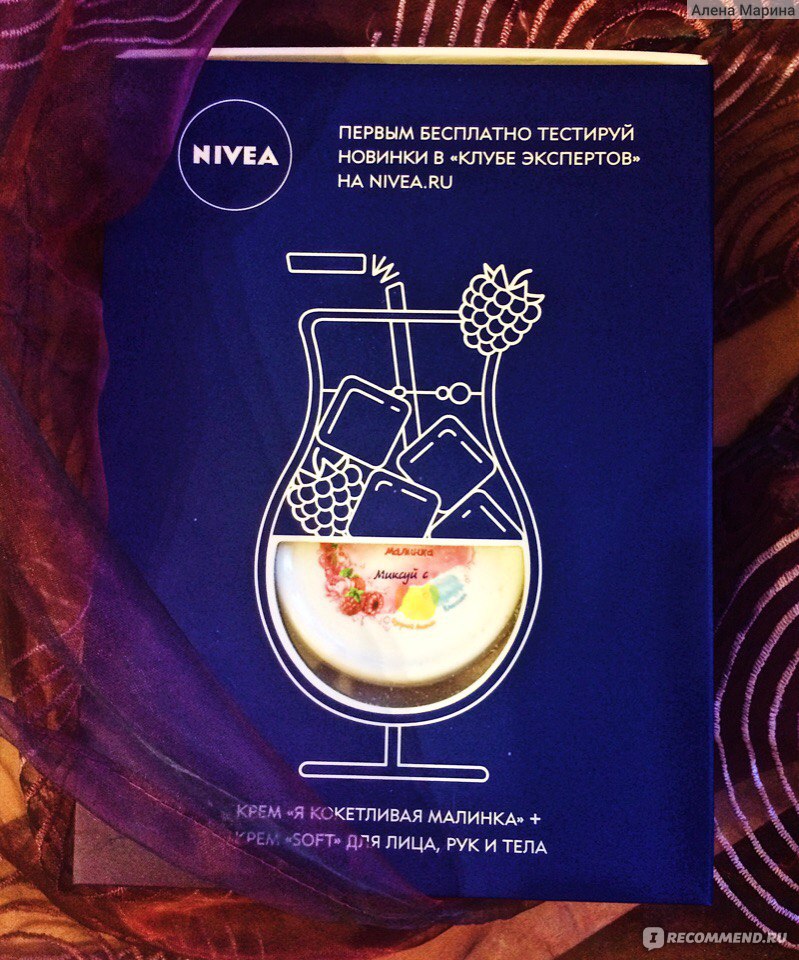 Алена Марина
NIVEA
ПЕРВЫМ БЕСПЛАТНО ТЕСТИРУЙ
НОВИНКИ В «КЛУБЕ ЭКСПЕРТОВ»
НА NIVEA.RU
Малинка
Миксуй с
КРЕМ «Я КОКЕТЛИВАЯ МАЛИНКА» +
КРЕМ «SOFT» ДЛЯ ЛИЦА, РУК И ТЕЛА
IRECOMMEND.RU